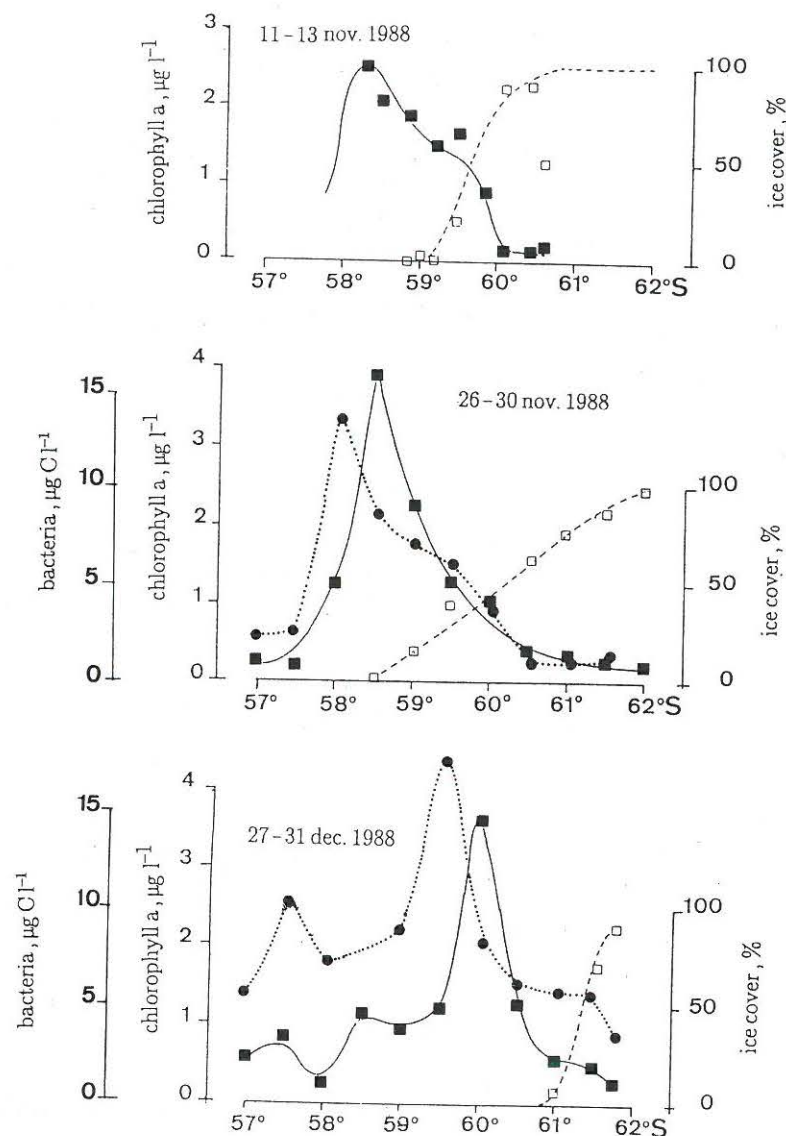 11–13 nov. 1988
chlorophyll a, µg l⁻¹
3
2
1
0
ice cover, %
100
50
0
57° 58° 59° 60° 61° 62°S
26–30 nov. 1988
bacteria, µg C l⁻¹
15
10
5
0
chlorophyll a, µg l⁻¹
4
3
2
1
0
ice cover, %
100
50
0
57° 58° 59° 60° 61° 62°S
27–31 dec. 1988
bacteria, µg C l⁻¹
15
10
5
0
chlorophyll a, µg l⁻¹
4
3
2
1
0
ice cover, %
100
50
0
57° 58° 59° 60° 61° 62°S